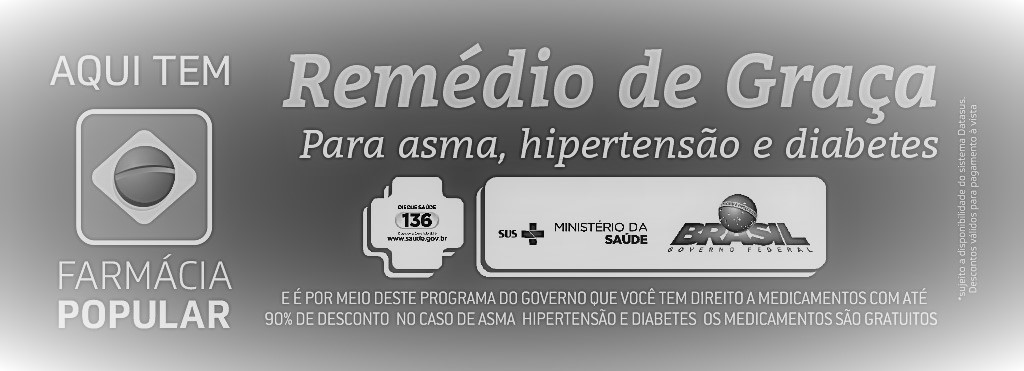 AQUI TEM
FARMÁCIA
POPULAR
Remédio de Graça
Para asma, hipertensão e diabetes
DISQUE SAÚDE
136
www.saude.gov.br
SUS
MINISTÉRIO DA
SAÚDE
BRASIL
GOVERNO FEDERAL
E É POR MEIO DESTE PROGRAMA DO GOVERNO QUE VOCÊ TEM DIREITO A MEDICAMENTOS COM ATÉ
90% DE DESCONTO NO CASO DE ASMA HIPERTENSÃO E DIABETES OS MEDICAMENTOS SÃO GRATUITOS
*sujeito a disponibilidade do sistema Datasus.
Descontos válidos para pagamento à vista